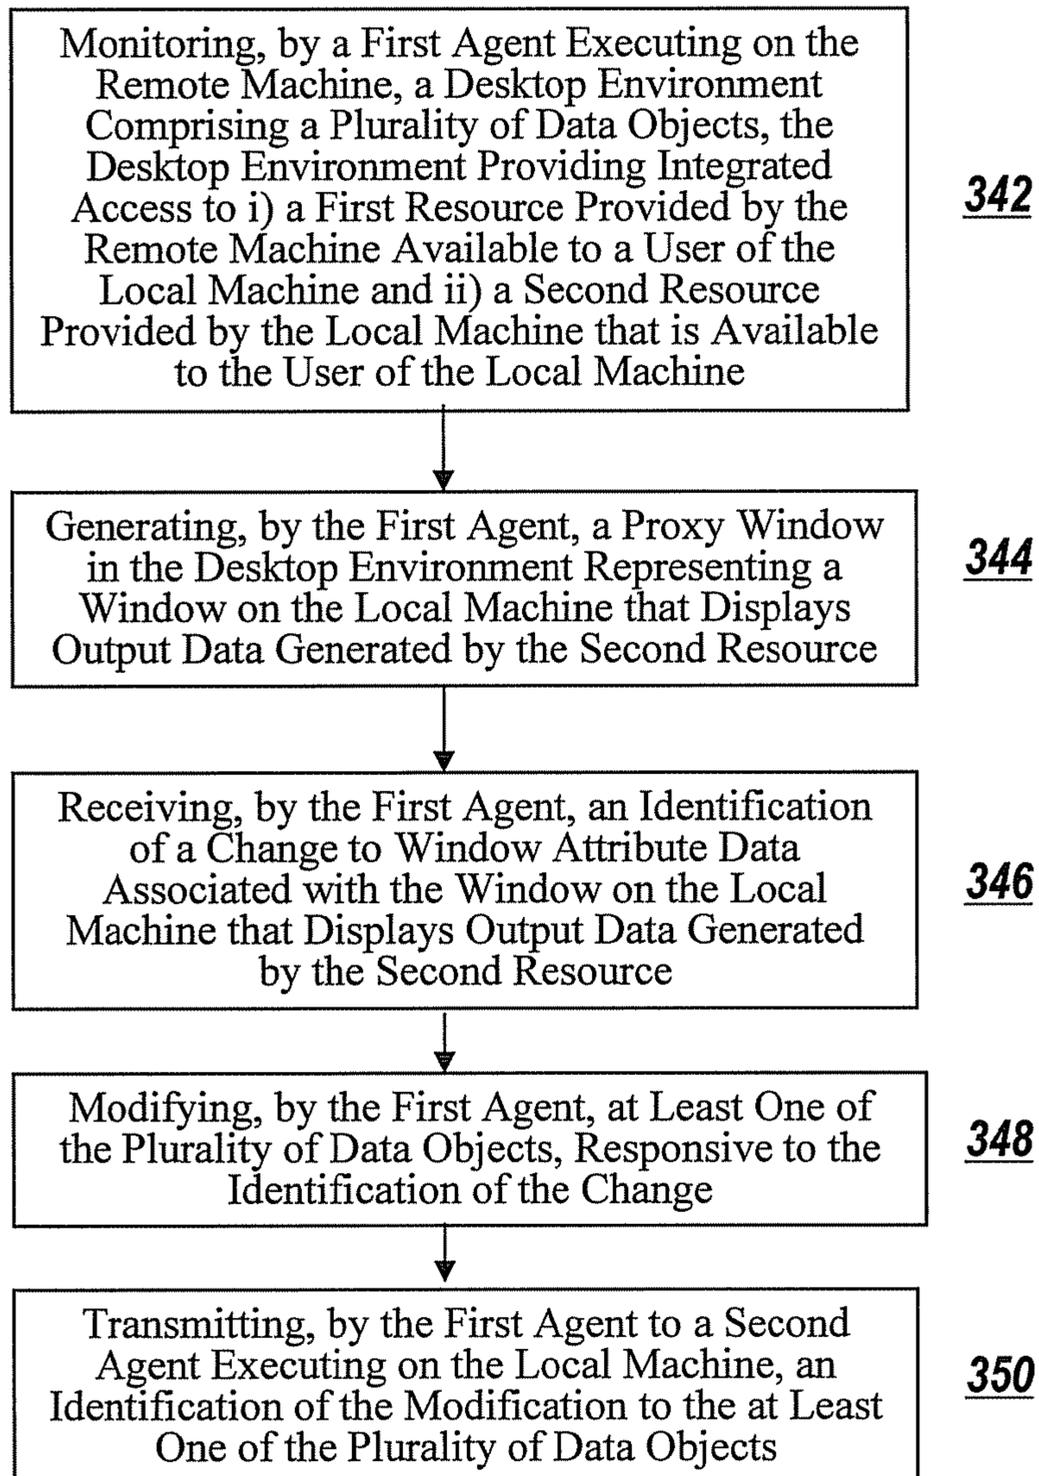 Monitoring, by a First Agent Executing on the
Remote Machine, a Desktop Environment
Comprising a Plurality of Data Objects, the
Desktop Environment Providing Integrated
Access to i) a First Resource Provided by the
Remote Machine Available to a User of the
Local Machine and ii) a Second Resource
Provided by the Local Machine that is Available
to the User of the Local Machine
342
Generating, by the First Agent, a Proxy Window
in the Desktop Environment Representing a
Window on the Local Machine that Displays
Output Data Generated by the Second Resource
344
Receiving, by the First Agent, an Identification
of a Change to Window Attribute Data
Associated with the Window on the Local
Machine that Displays Output Data Generated
by the Second Resource
346
Modifying, by the First Agent, at Least One of
the Plurality of Data Objects, Responsive to the
Identification of the Change
348
Transmitting, by the First Agent to a Second
Agent Executing on the Local Machine, an
Identification of the Modification to the at Least
One of the Plurality of Data Objects
350